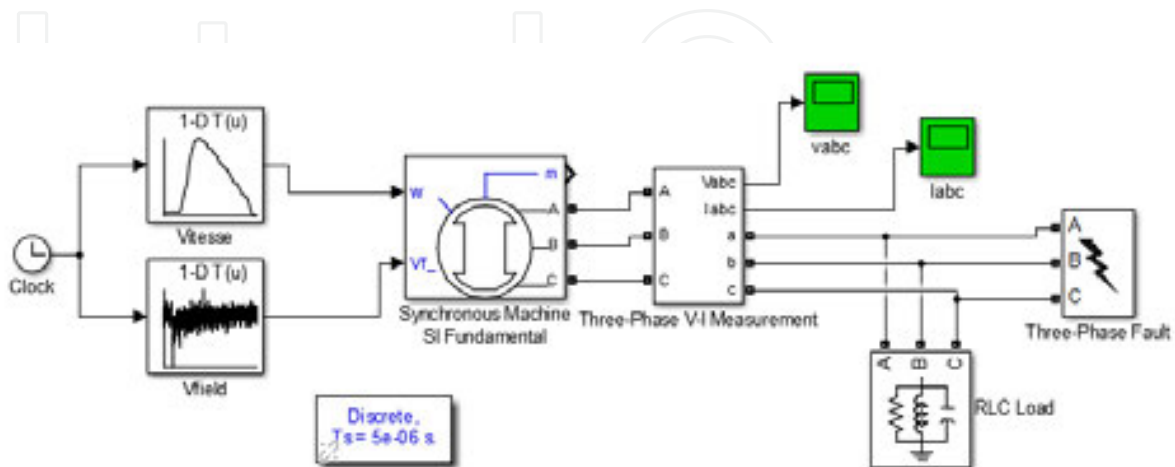 1-D T(u)
Vitesse
Clock
1-D T(u)
Vfield
w
Vf_
m
A
B
C
Synchronous Machine
SI Fundamental
A
B
C
Vabc
Iabc
a
b
c
Three-Phase V-I Measurement
vabc
Iabc
A
B
C
Three-Phase Fault
A
B
C
RLC Load
Discrete,
Ts = 5e-06 s.